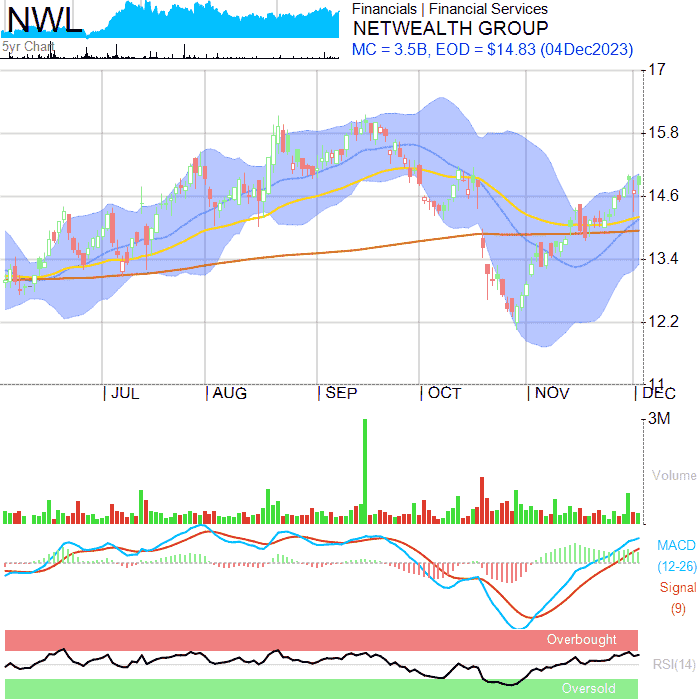 NWL
5yr Chart
Financials | Financial Services
NETWEALTH GROUP
MC = 3.5B, EOD = $14.83 (04Dec2023)
17
15.8
14.6
13.4
12.2
11
JUL AUG SEP OCT NOV DEC
3M
Volume
MACD
(12-26)
Signal
(9)
Overbought
RSI(14)
Oversold